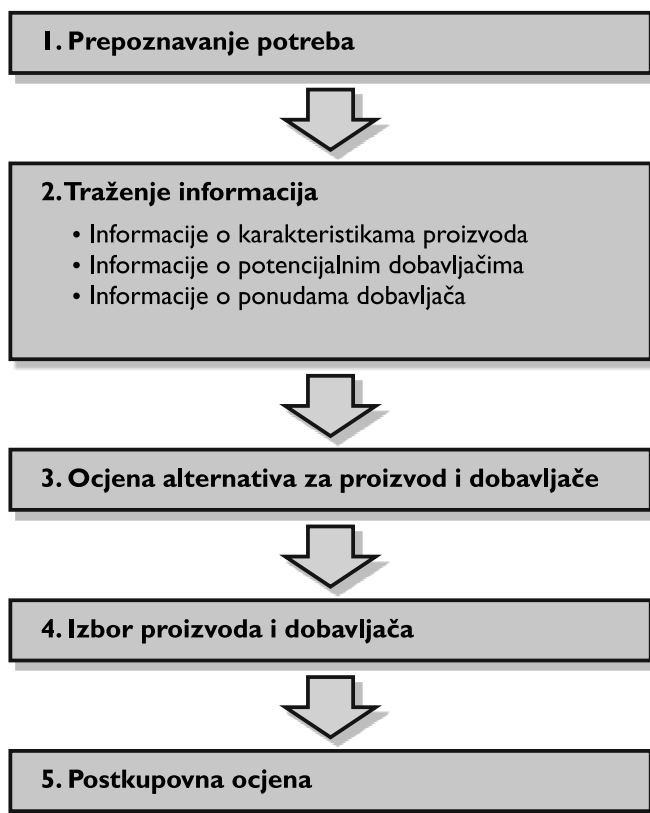 1. Prepoznavanje potreba
2. Traženje informacija
• Informacije o karakteristikama proizvoda
• Informacije o potencijalnim dobavljačima
• Informacije o ponudama dobavljača
3. Ocjena alternativa za proizvod i dobavljače
4. Izbor proizvoda i dobavljača
5. Postkupovna ocjena